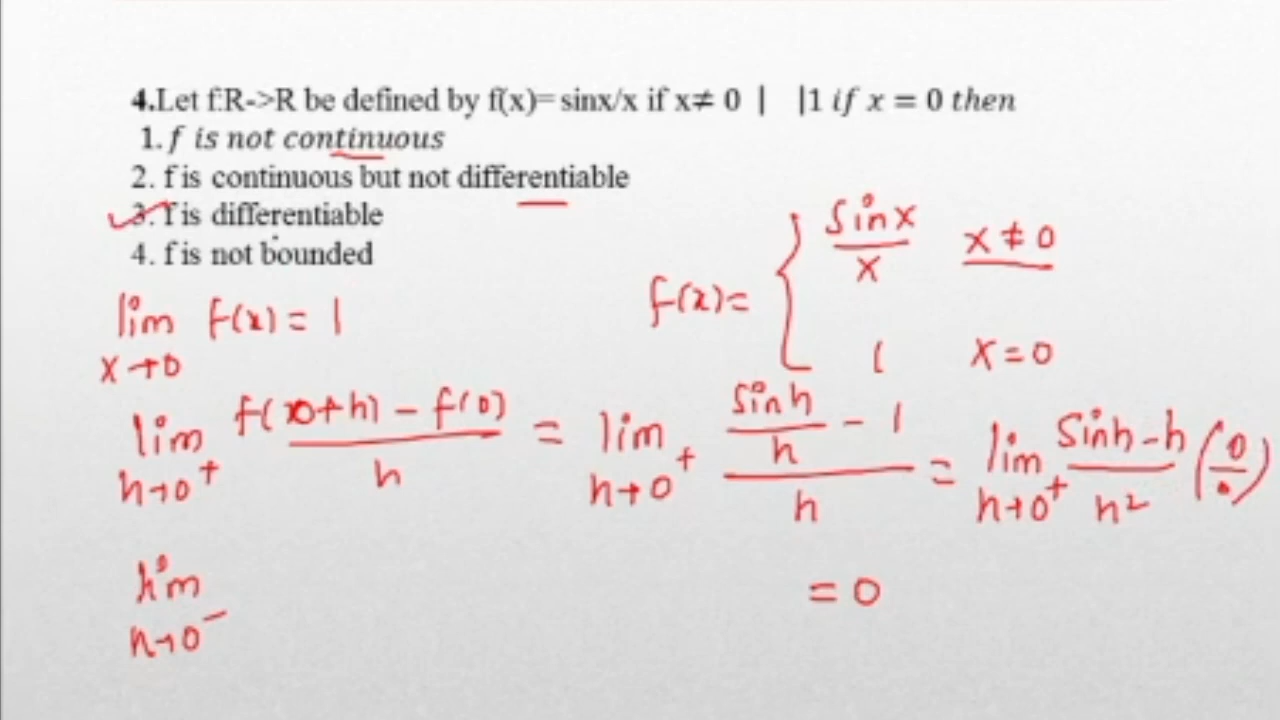 4.Let f:R->R be defined by f(x)= sinx/x if x≠ 0 |   |1 if x = 0 then
1. f is not continuous
2. f is continuous but not differentiable
3. f is differentiable
4. f is not bounded
f(x)= { sinx/x   x≠0
1   x=0
lim x→0 f(x) = 1
lim h→0⁺ (f(0+h) - f(0))/h = lim h→0⁺ (sinh/h - 1)/h = lim h→0⁺ (sinh-h)/h² (0/0)
= 0
lim h→0⁻